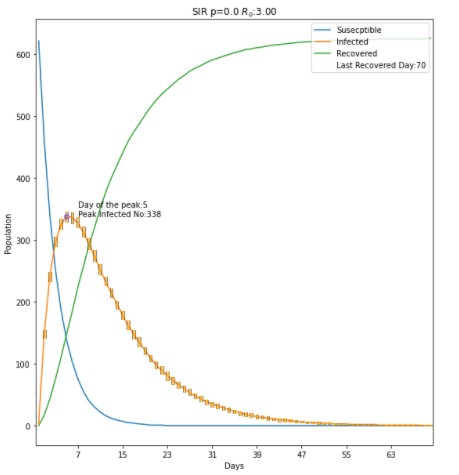 SIR p=0.0 R₀:3.00
Susecptible
Infected
Recovered
Last Recovered Day:70
600
500
400
300
200
100
0
Population
Day of the peak:5
Peak Infected No:338
7 15 23 31 39 47 55 63
Days